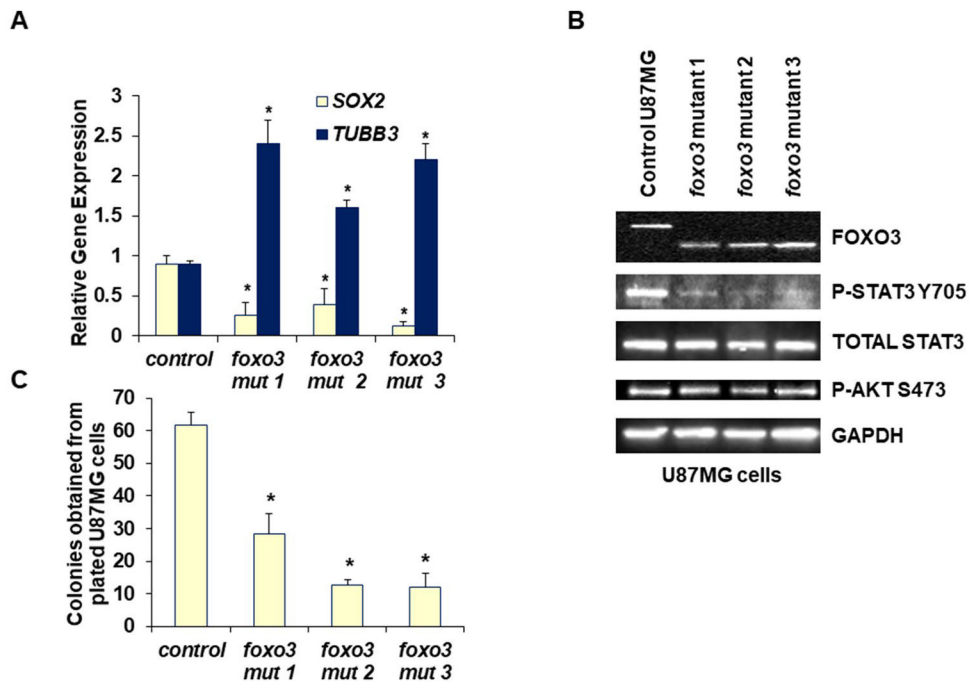 A
Relative Gene Expression
3
2.5
2
1.5
1
0.5
0
SOX2
TUBB3
*
*
*
*
*
*
control
foxo3
mut 1
foxo3
mut 2
foxo3
mut 3
B
Control U87MG
foxo3 mutant 1
foxo3 mutant 2
foxo3 mutant 3
FOXO3
P-STAT3 Y705
TOTAL STAT3
P-AKT S473
GAPDH
U87MG cells
C
Colonies obtained from
plated U87MG cells
70
60
50
40
30
20
10
0
*
*
*
control
foxo3
mut 1
foxo3
mut 2
foxo3
mut 3